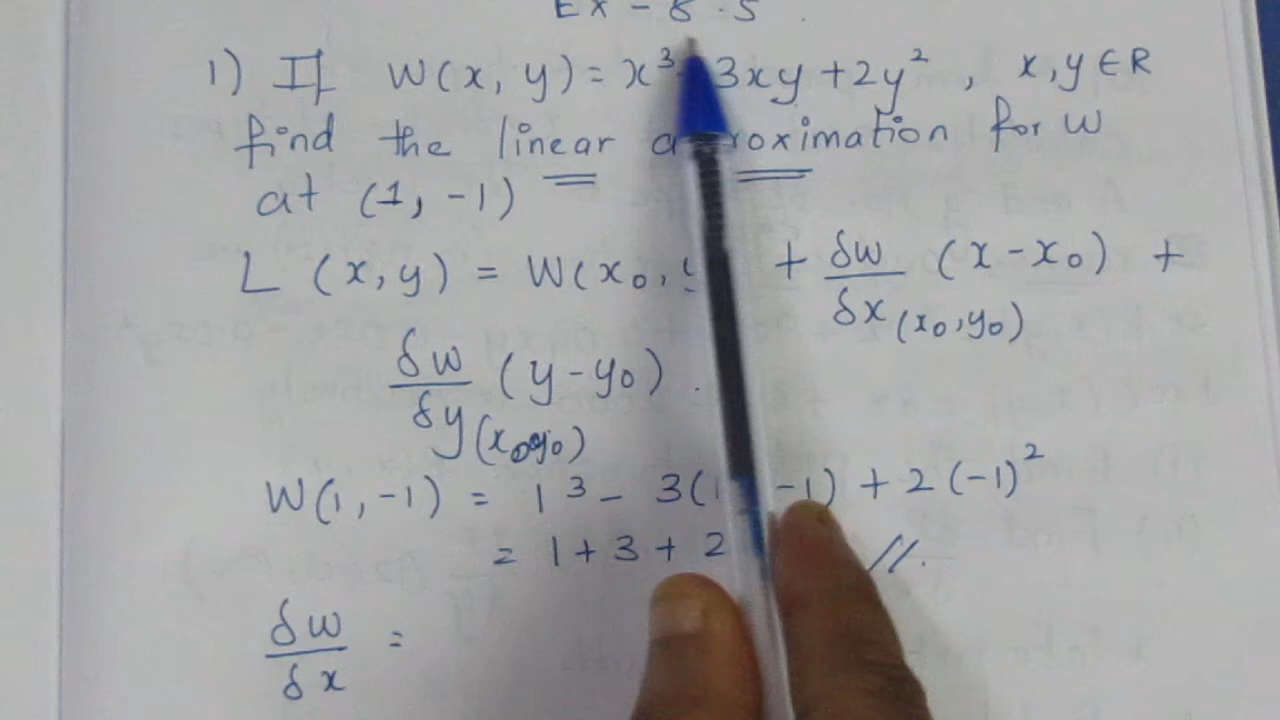 Ex - 8.5
1) If W(x, y) = x³ 3xy + 2y² , x, y ∈ R
find the linear a roximation for w
at (1, -1)
L (x, y) = W(x₀, + δw/δx (x₀,y₀) (x - x₀) +
δw/δy (x₀,y₀) (y - y₀) .
W(1, -1) = 1³ - 3(1 -1) + 2(-1)²
= 1 + 3 + 2 //.
δw/δx =